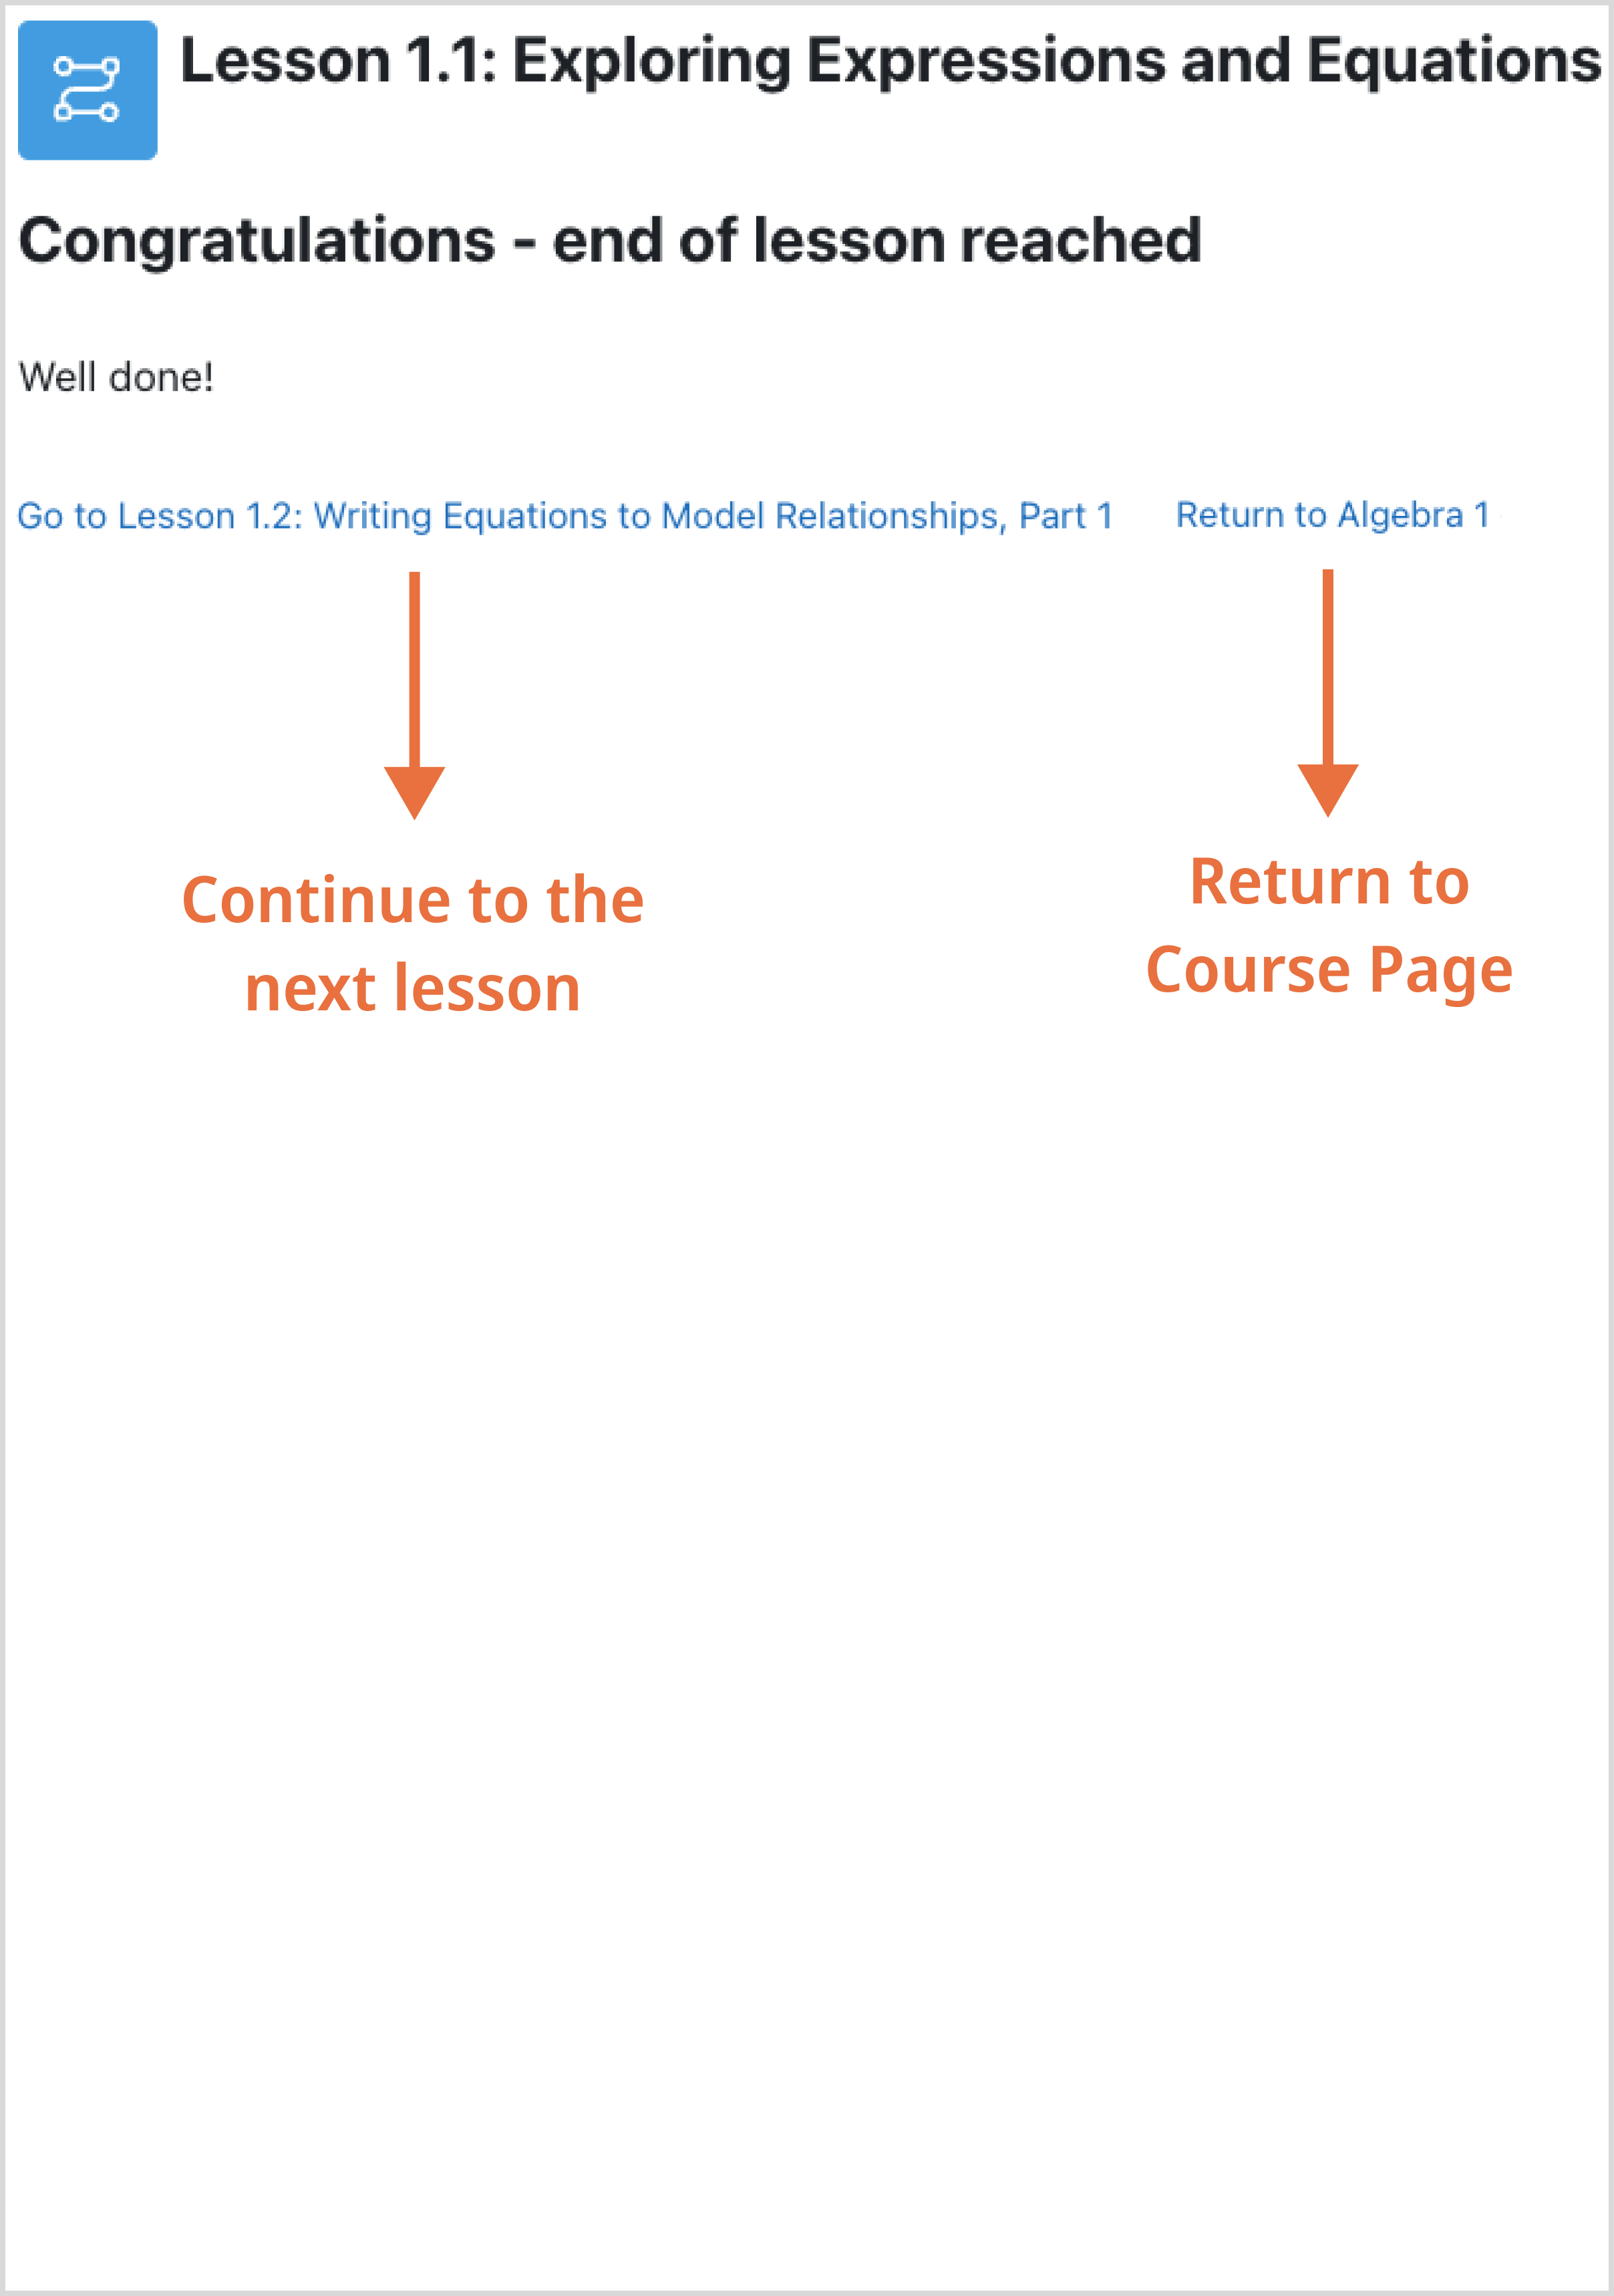 Lesson 1.1: Exploring Expressions and Equations
Congratulations - end of lesson reached
Well done!
Go to Lesson 1.2: Writing Equations to Model Relationships, Part 1
Return to Algebra 1
Continue to the
next lesson
Return to
Course Page